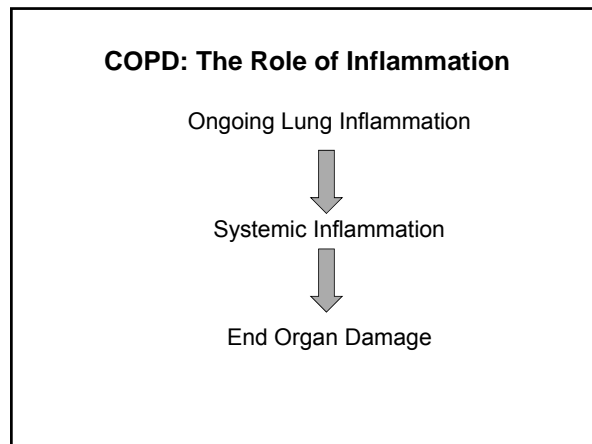 COPD: The Role of Inflammation
Ongoing Lung Inflammation
Systemic Inflammation
End Organ Damage